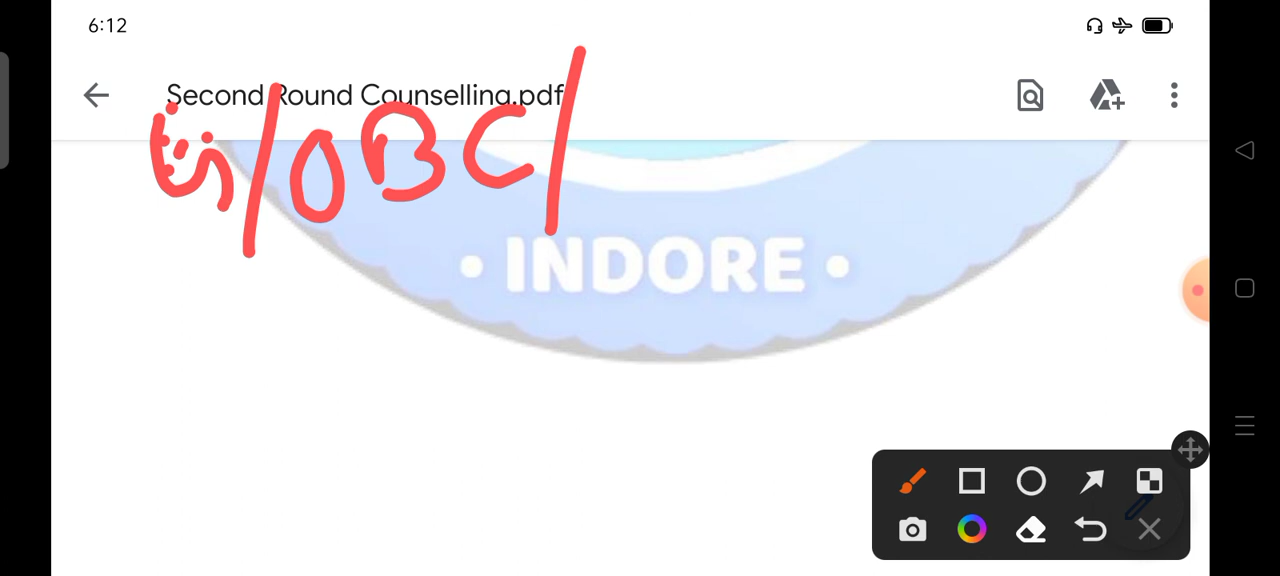 6:12
Second Round Counselling.pdf
/OBC/
• INDORE •